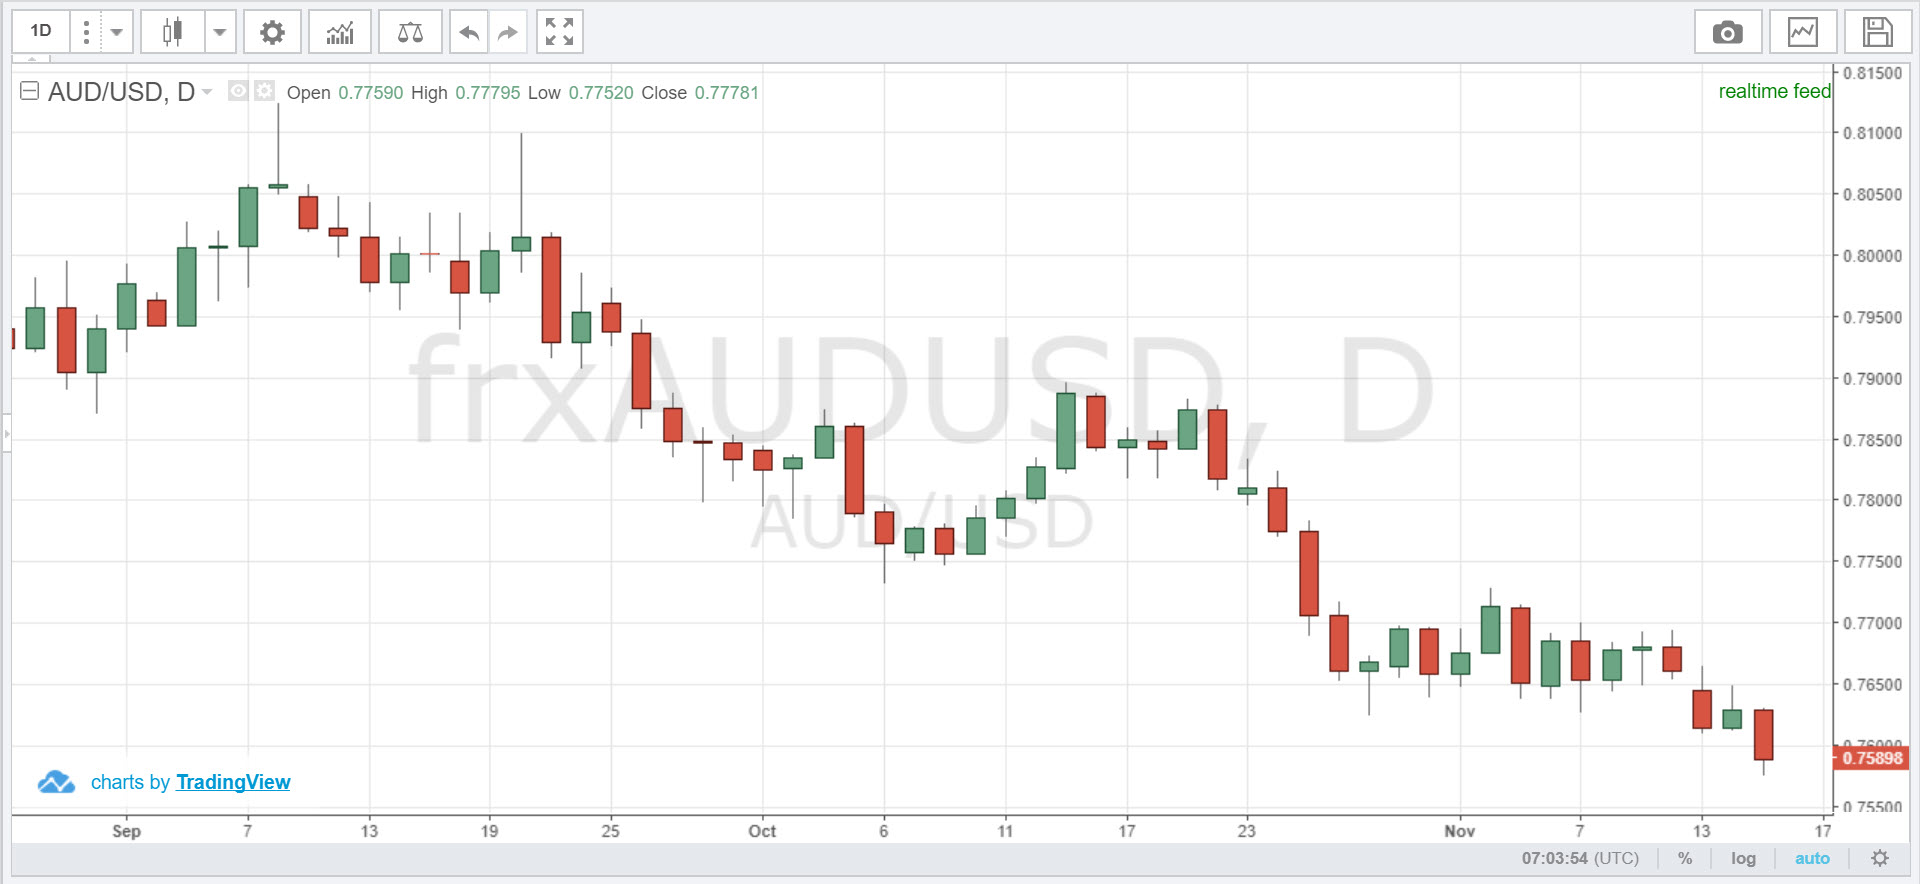 1D
AUD/USD, D Open 0.77590 High 0.77795 Low 0.77520 Close 0.77781
realtime feed
0.81500
0.81000
0.80500
0.80000
0.79500
0.79000
0.78500
0.78000
0.77500
0.77000
0.76500
0.76000
0.75898
0.75500
frxAUDUSD, D
AUD/USD
charts by TradingView
Sep 7 13 19 25 Oct 6 11 17 23 Nov 7 13 17
07:03:54 (UTC) % log auto